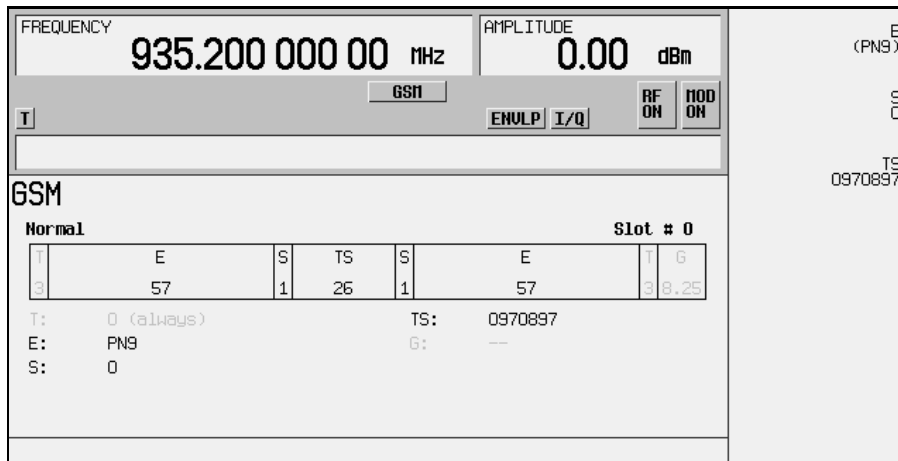 FREQUENCY
935.200 000 00 MHz
AMPLITUDE
0.00 dBm
GSM
T
ENVLP I/Q
RF ON
MOD ON
GSM
Normal
Slot # 0
T E S TS S E T G
3 57 1 26 1 57 3 8.25
T: 0 (always) TS: 0970897
E: PN9 G: --
S: 0
E
(PN9)
S
0
TS
0970897